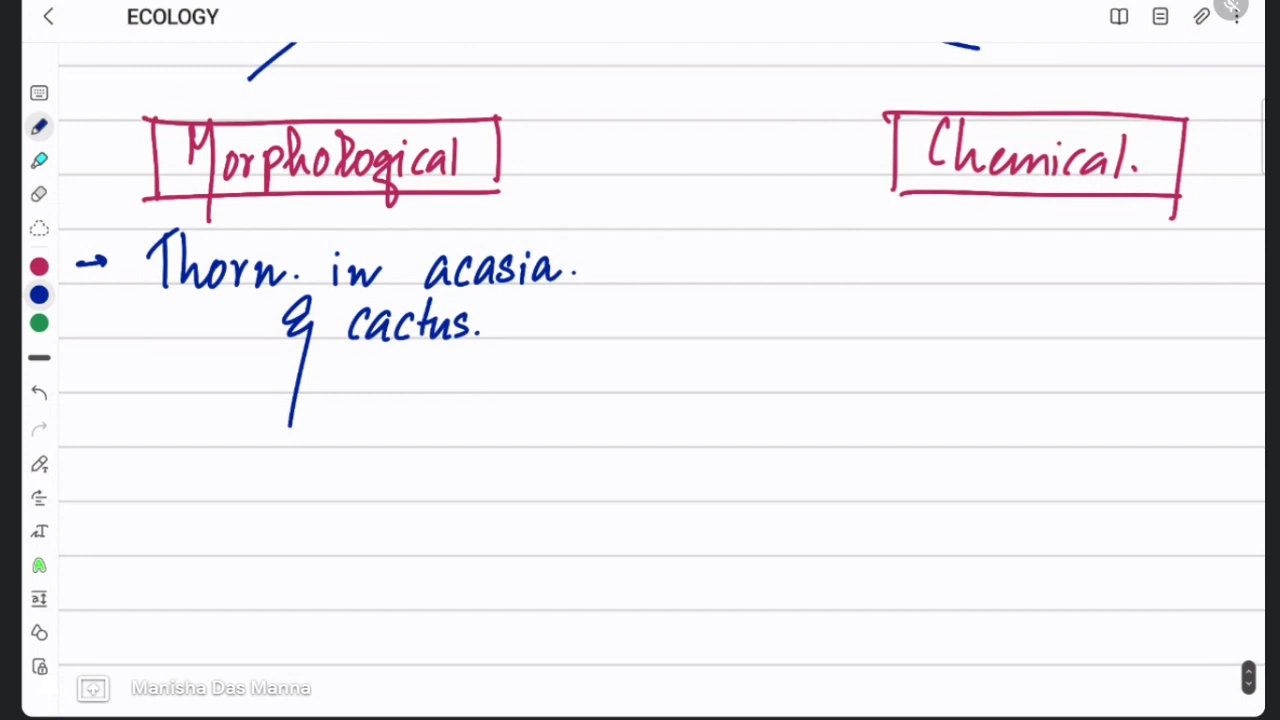 ECOLOGY
Morphological
Chemical.
→ Thorn. in acasia.
& cactus.
Manisha Das Manna